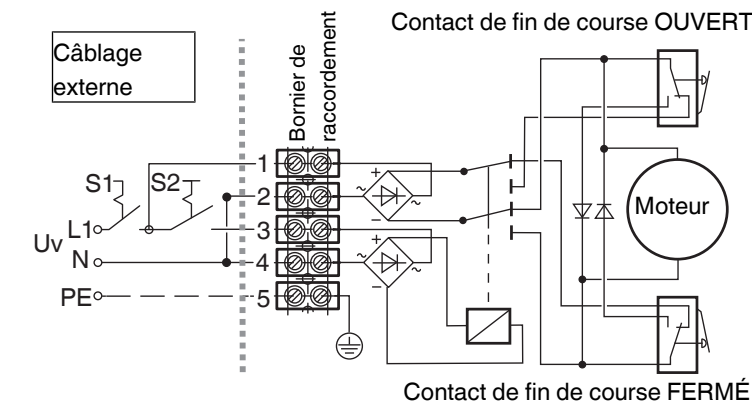 Contact de fin de course OUVERT
Câblage
externe
Bornier de
raccordement
S1
S2
Uv
L1
N
PE
1
2
3
4
5
+
~
~
−
+
~
~
−
Moteur
Contact de fin de course FERMÉ